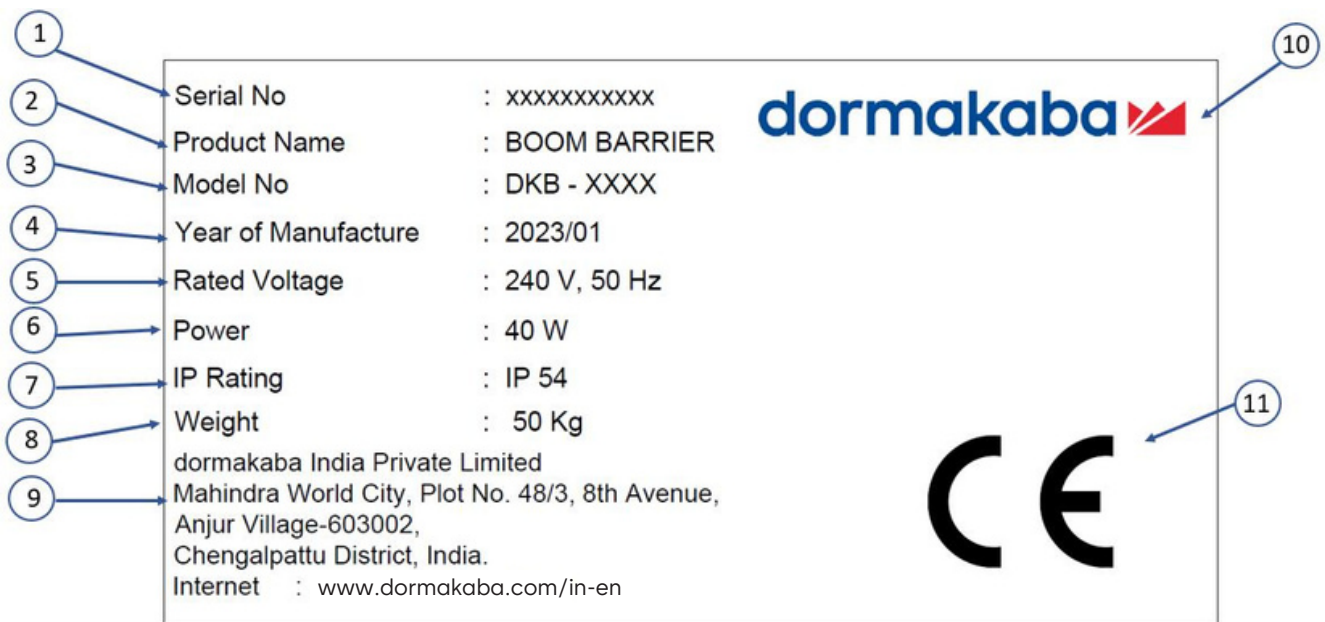 1
10
2
3
4
5
6
7
8
9
11
Serial No : xxxxxxxxxxx
dormakaba
Product Name : BOOM BARRIER
Model No : DKB - XXXX
Year of Manufacture : 2023/01
Rated Voltage : 240 V, 50 Hz
Power : 40 W
IP Rating : IP 54
Weight : 50 Kg
dormakaba India Private Limited
Mahindra World City, Plot No. 48/3, 8th Avenue,
Anjur Village-603002,
Chengalpattu District, India.
Internet : www.dormakaba.com/in-en
CE